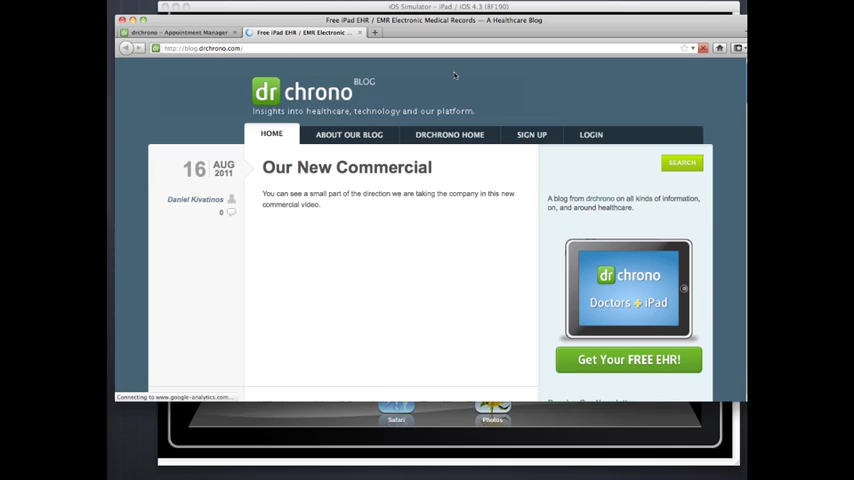 iOS Simulator - iPad / iOS 4.3 (8F190)
Free iPad EHR / EMR Electronic Medical Records — A Healthcare Blog
drchrono - Appointment Manager
Free iPad EHR / EMR Electronic ...
http://blog.drchrono.com/
dr chrono BLOG
Insights into healthcare, technology and our platform.
HOME
ABOUT OUR BLOG
DRCHRONO HOME
SIGN UP
LOGIN
16 AUG 2011
Daniel Kivatinos
0
Our New Commercial
You can see a small part of the direction we are taking the company in this new
commercial video.
SEARCH
A blog from drchrono on all kinds of information,
on, and around healthcare.
dr chrono
Doctors + iPad
Get Your FREE EHR!
Connecting to www.google-analytics.com...
Safari
Photos